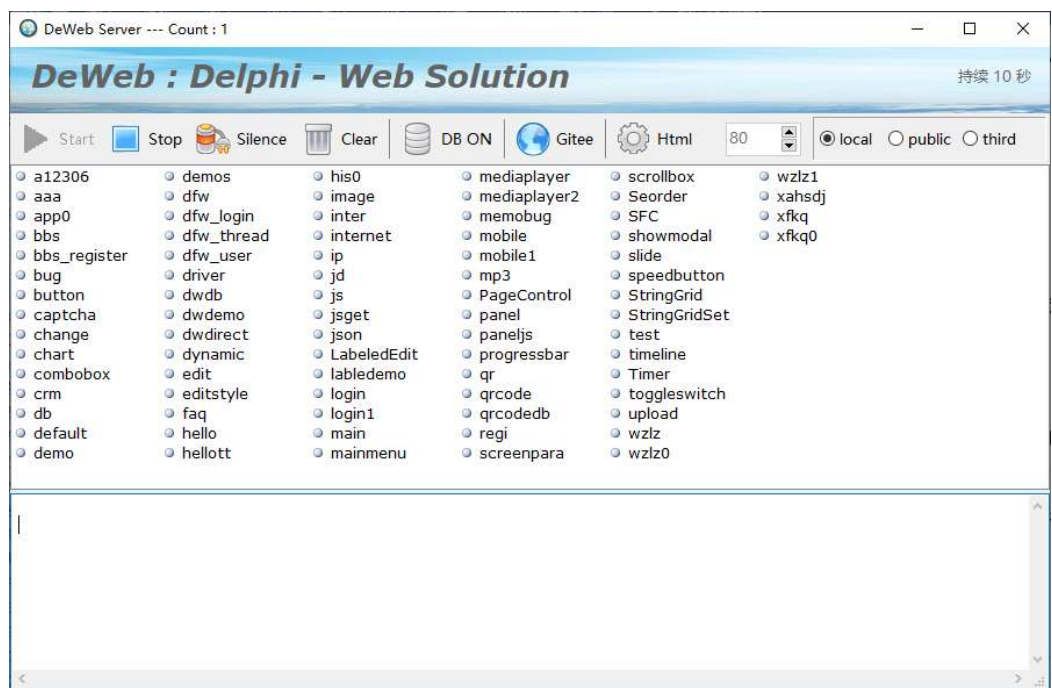 DeWeb Server --- Count : 1
DeWeb : Delphi - Web Solution
持续 10 秒
Start Stop Silence Clear DB ON Gitee Html 80 local public third
a12306 demos his0 mediaplayer scrollbox wzlz1
aaa dfw image mediaplayer2 Seorder xahsdj
app0 dfw_login inter memobug SFC xfkq
bbs dfw_thread internet mobile showmodal xfkq0
bbs_register dfw_user ip mobile1 slide
bug driver jd mp3 speedbutton
button dwdb js PageControl StringGrid
captcha dwdemo jsget panel StringGridSet
change dwdirect json paneljs test
chart dynamic LabeledEdit progressbar timeline
combobox edit labledemo qr Timer
crm editstyle login qrcode toggleswitch
db faq login1 qrcodedb upload
default hello main regi wzlz
demo hellott mainmenu screenpara wzlz0